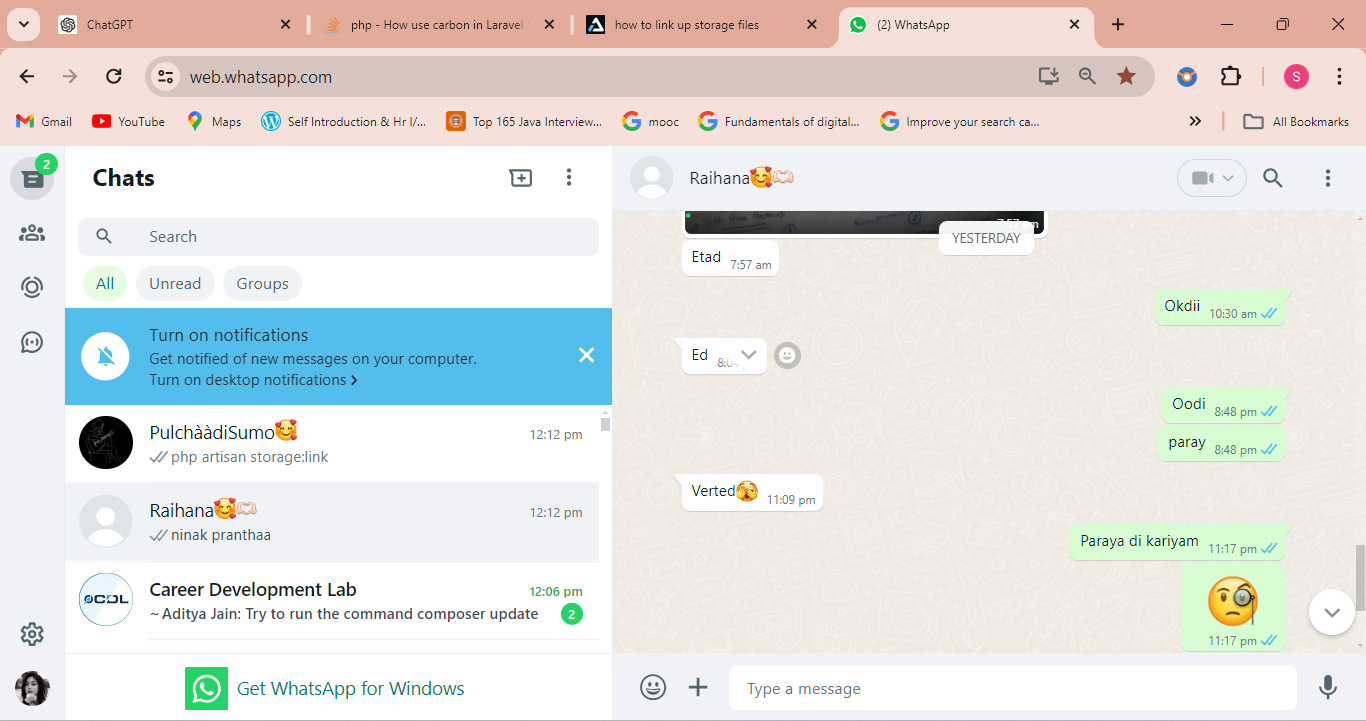 ChatGPT
php - How use carbon in Laravel
how to link up storage files
(2) WhatsApp
web.whatsapp.com
S
Gmail
YouTube
Maps
Self Introduction & Hr I/...
Top 165 Java Interview...
mooc
Fundamentals of digital...
Improve your search ca...
All Bookmarks
2
Chats
Search
All
Unread
Groups
Turn on notifications
Get notified of new messages on your computer.
Turn on desktop notifications >
PulchààdiSumo🥰
12:12 pm
php artisan storage:link
Raihana🥰🫶🏻
12:12 pm
ninak pranthaa
CDL
Career Development Lab
12:06 pm
~ Aditya Jain: Try to run the command composer update
2
Get WhatsApp for Windows
Raihana🥰🫶🏻
7:57 am
YESTERDAY
Etad 7:57 am
Okdii 10:30 am
Ed
Oodi 8:48 pm
paray 8:48 pm
Verted🫣 11:09 pm
Paraya di kariyam 11:17 pm
🧐
11:17 pm
Type a message